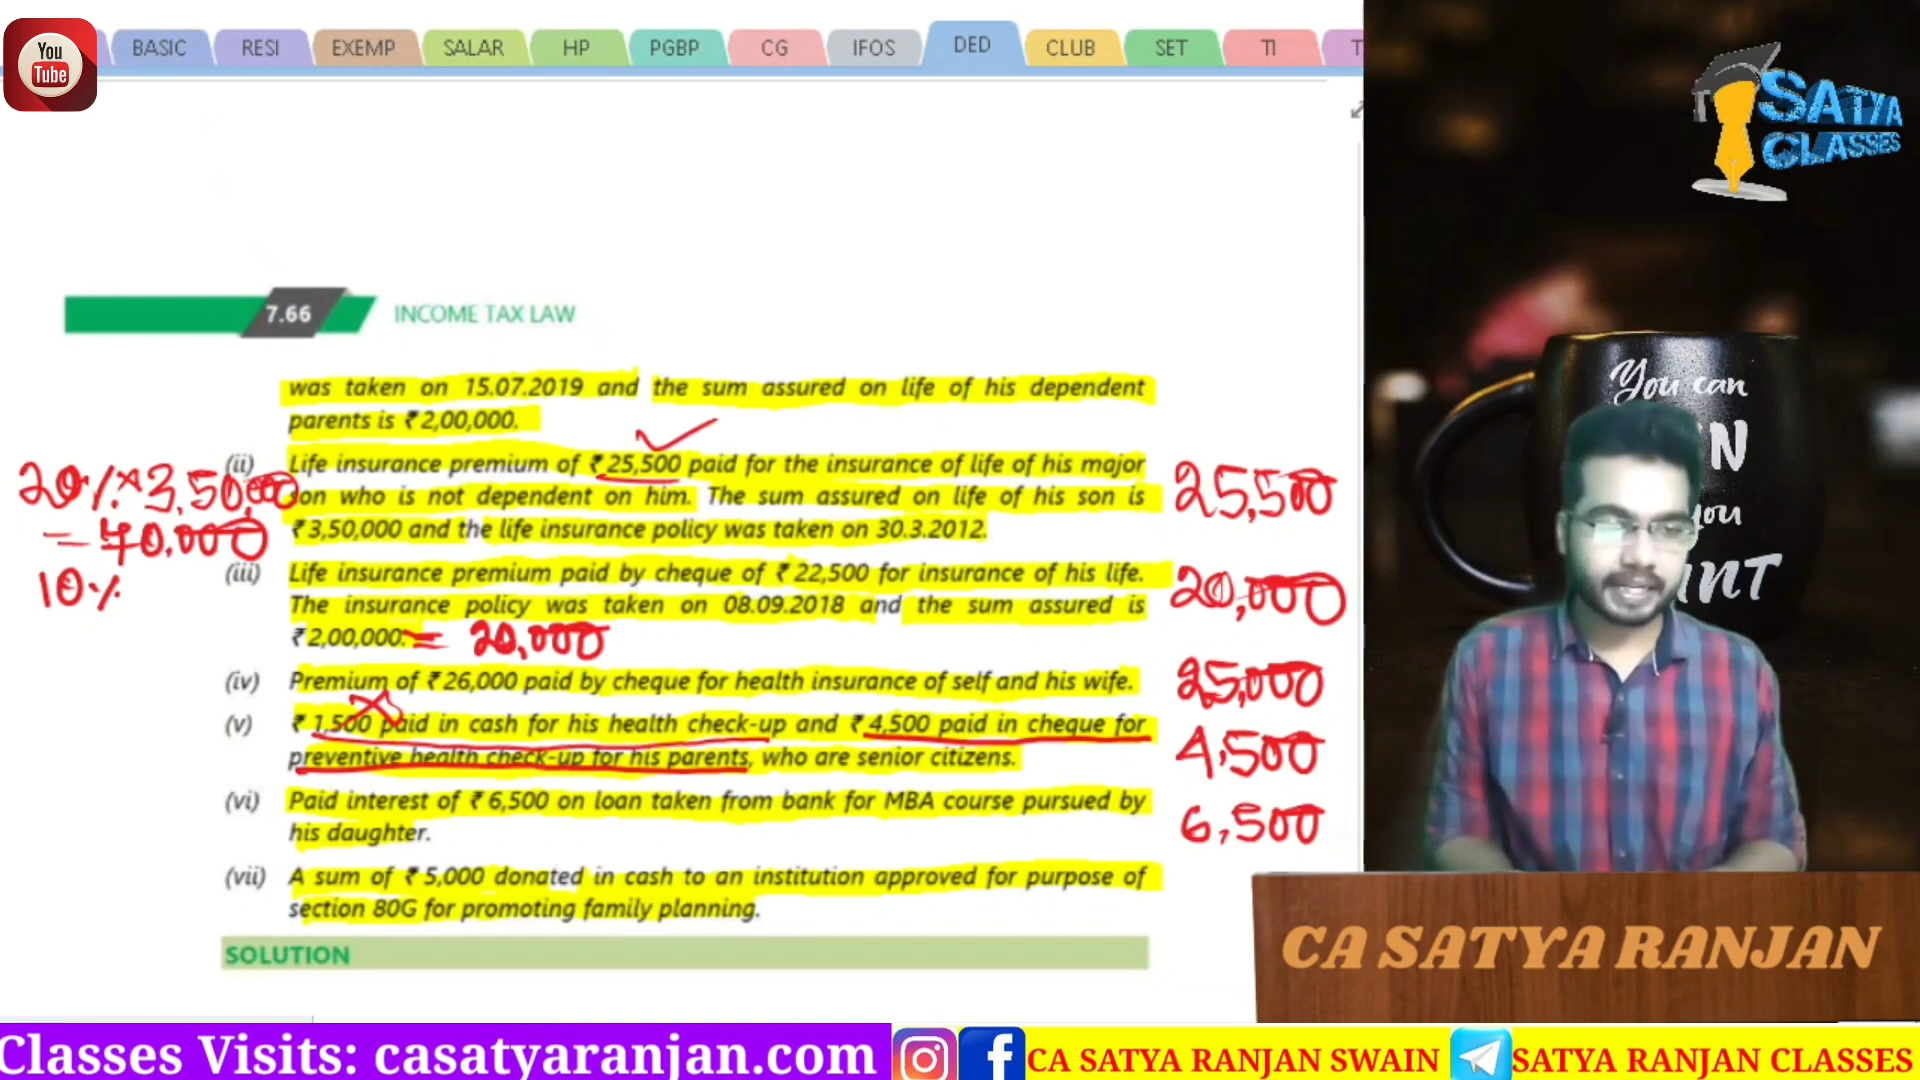 You
Tube
BASIC
RESI
EXEMP
SALAR
HP
PGBP
CG
IFOS
DED
CLUB
SET
TI
T
SATYA
CLASSES
7.66
INCOME TAX LAW
was taken on 15.07.2019 and the sum assured on life of his dependent
parents is ₹ 2,00,000.
(ii) Life insurance premium of ₹ 25,500 paid for the insurance of life of his major
son who is not dependent on him. The sum assured on life of his son is
₹ 3,50,000 and the life insurance policy was taken on 30.3.2012.
(iii) Life insurance premium paid by cheque of ₹ 22,500 for insurance of his life.
The insurance policy was taken on 08.09.2018 and the sum assured is
₹ 2,00,000. = 20,000
(iv) Premium of ₹ 26,000 paid by cheque for health insurance of self and his wife.
(v) ₹ 1,500 paid in cash for his health check-up and ₹ 4,500 paid in cheque for
preventive health check-up for his parents, who are senior citizens.
(vi) Paid interest of ₹ 6,500 on loan taken from bank for MBA course pursued by
his daughter.
(vii) A sum of ₹ 5,000 donated in cash to an institution approved for purpose of
section 80G for promoting family planning.
SOLUTION
20%×3,50,000
= 70,000
10%
25,500
20,000
25,000
4,500
6,500
You can
you
CA SATYA RANJAN
Classes Visits: casatyaranjan.com
CA SATYA RANJAN SWAIN
SATYA RANJAN CLASSES